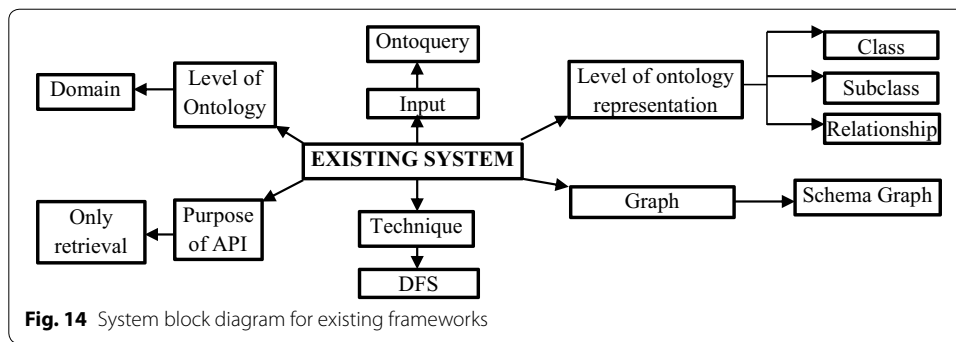 Ontoquery
Class
Domain
Level of
Ontology
Input
Level of ontology
representation
Subclass
Relationship
EXISTING SYSTEM
Only
retrieval
Purpose
of API
Technique
Graph
Schema Graph
DFS
Fig. 14 System block diagram for existing frameworks